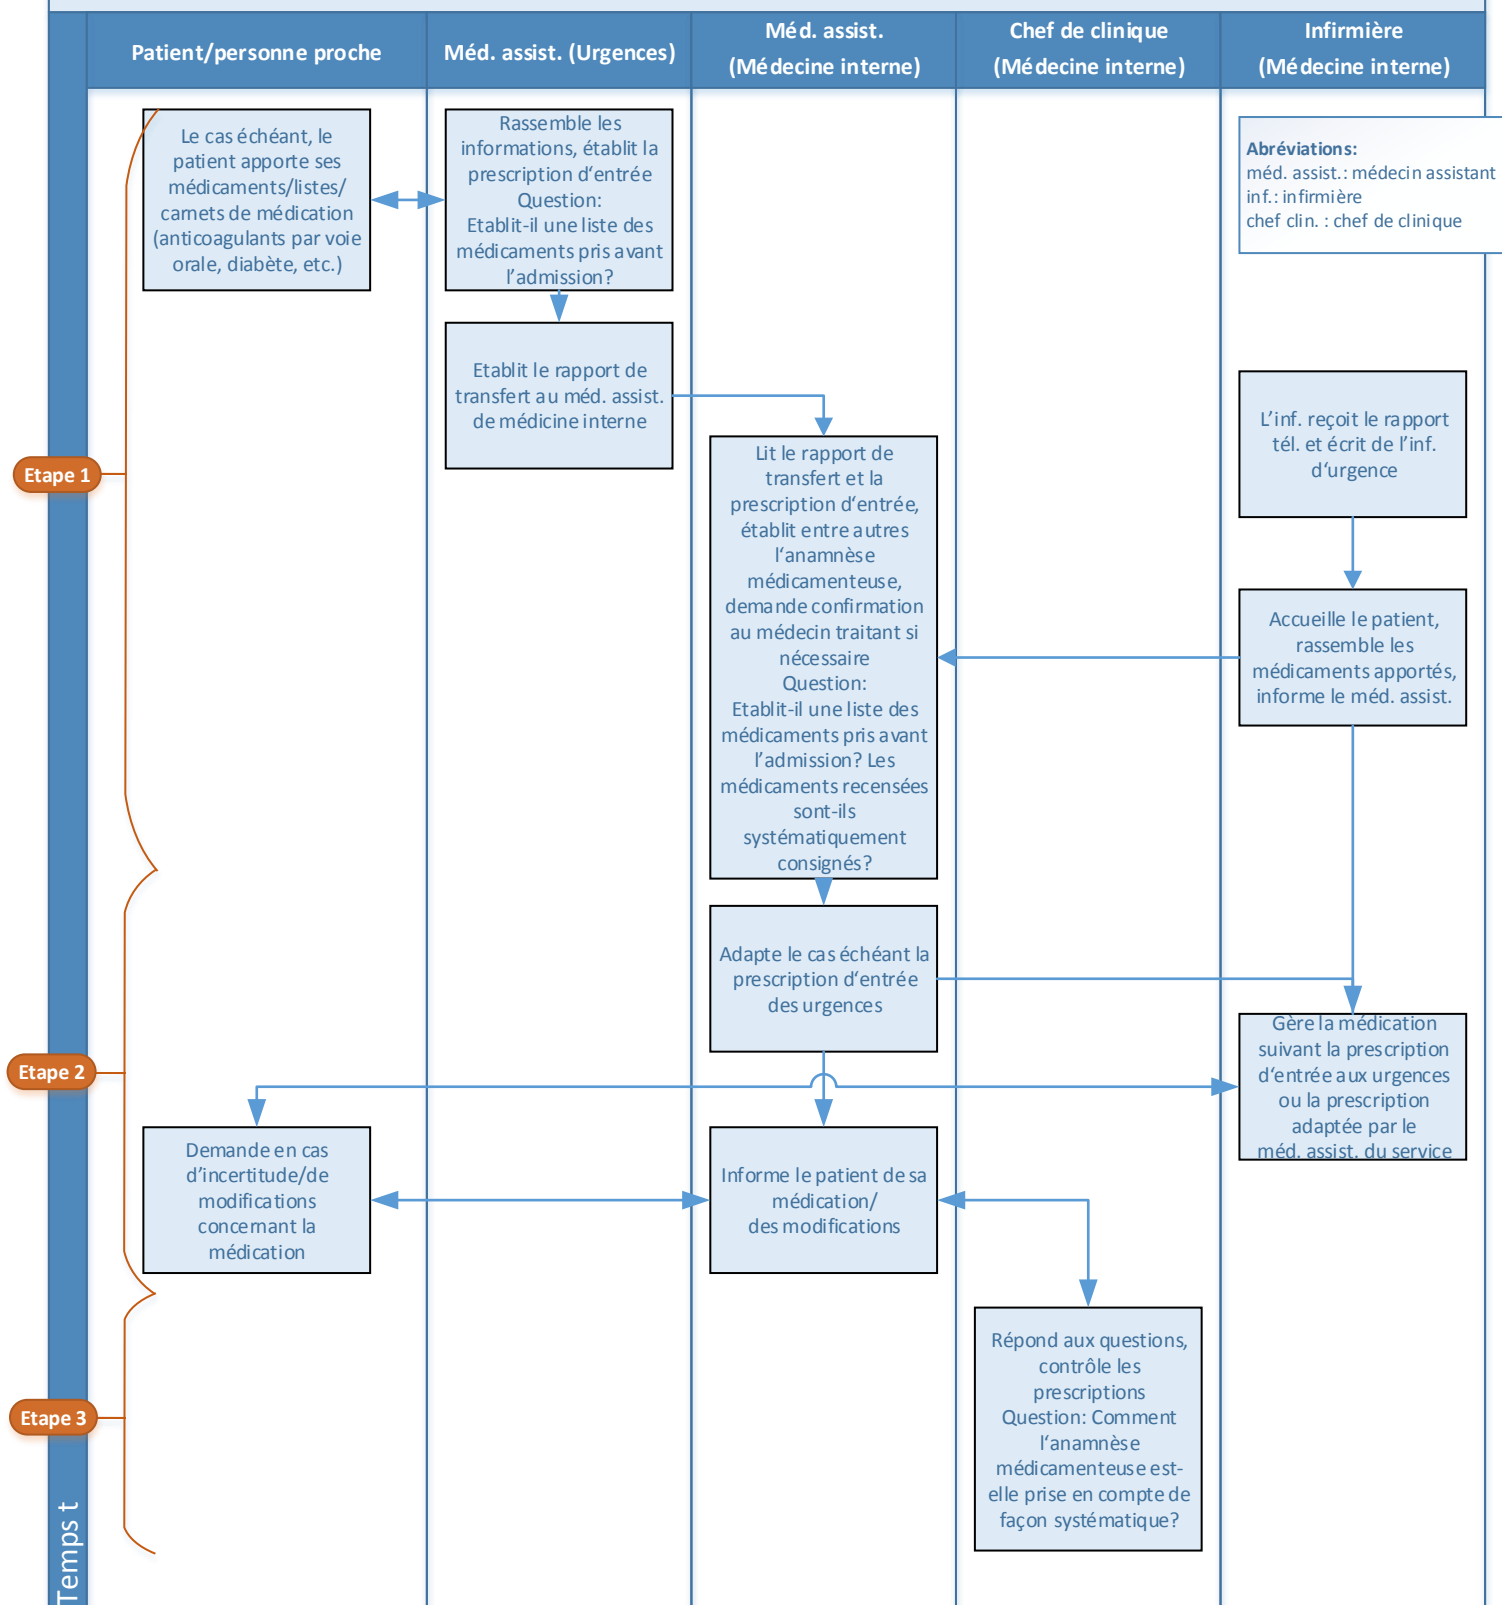 Patient/personne proche
Méd. assist. (Urgences)
Méd. assist.
(Médecine interne)
Chef de clinique
(Médecine interne)
Infirmière
(Médecine interne)
Le cas échéant, le
patient apporte ses
médicaments/listes/
carnets de médication
(anticoagulants par voie
orale, diabète, etc.)
Rassemble les
informations, établit la
prescription d'entrée
Question:
Etablit-il une liste des
médicaments pris avant
l'admission?
Abréviations:
méd. assist.: médecin assistant
inf.: infirmière
chef clin. : chef de clinique
Etablit le rapport de
transfert au méd. assist.
de médicine interne
L'inf. reçoit le rapport
tél. et écrit de l'inf.
d'urgence
Etape 1
Lit le rapport de
transfert et la
prescription d'entrée,
établit entre autres
l'anamnèse
médicamenteuse,
demande confirmation
au médecin traitant si
nécessaire
Question:
Etablit-il une liste des
médicaments pris avant
l'admission? Les
médicaments recensées
sont-ils
systématiquement
consignés?
Accueille le patient,
rassemble les
médicaments apportés,
informe le méd. assist.
Adapte le cas échéant la
prescription d'entrée
des urgences
Gère la médication
suivant la prescription
d'entrée aux urgences
ou la prescription
adaptée par le
méd. assist. du service
Etape 2
Demande en cas
d'incertitude/de
modifications
concernant la
médication
Informe le patient de sa
médication/
des modifications
Répond aux questions,
contrôle les
prescriptions
Question: Comment
l'anamnèse
médicamenteuse est-
elle prise en compte de
façon systématique?
Etape 3
Temps t